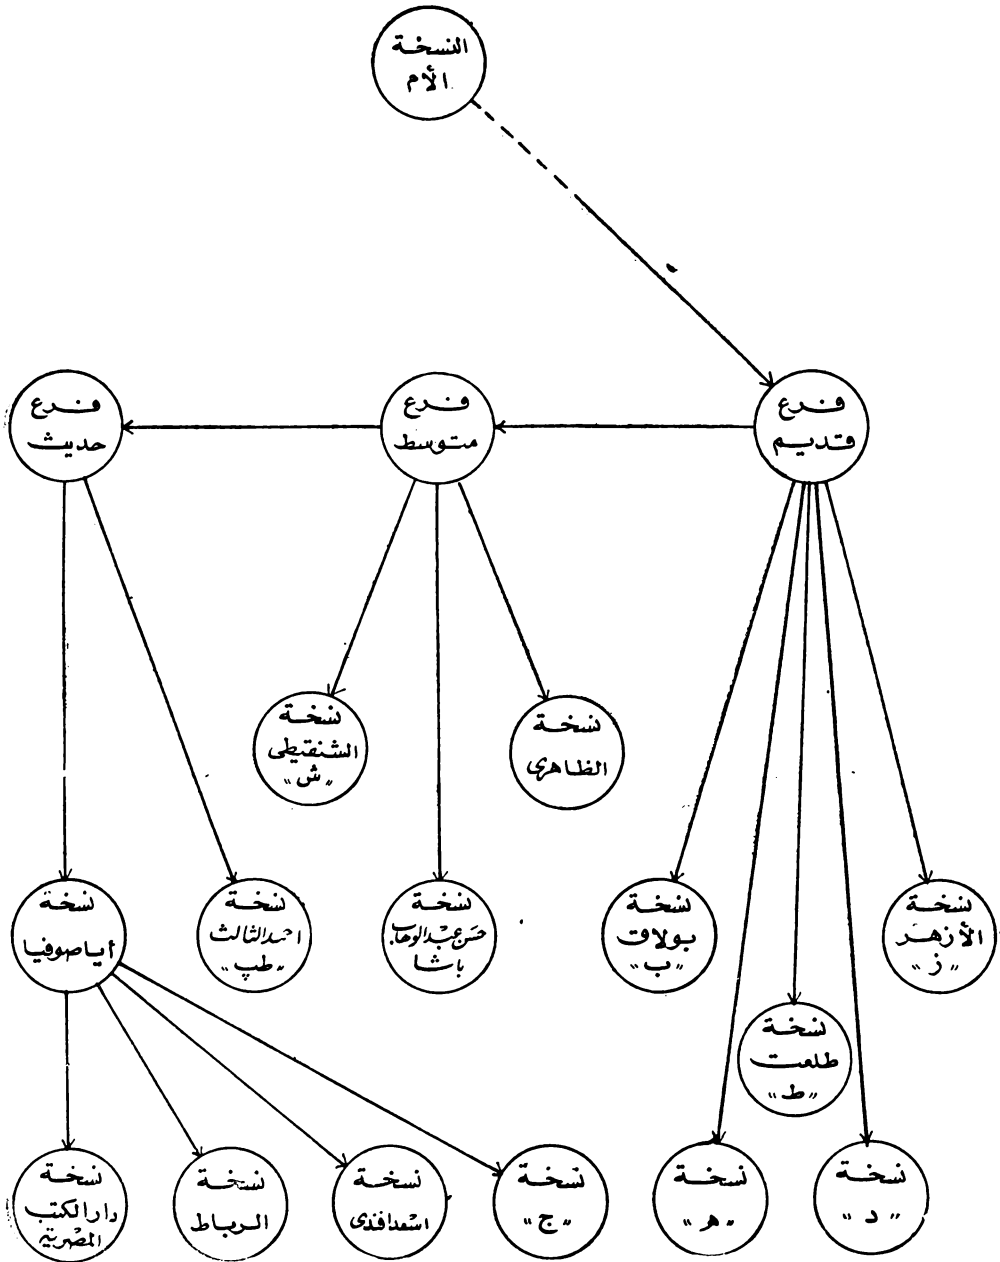 النسخة
الأم
فرع
قديم
فرع
متوسط
فرع
حديث
نسخة
الظاهرى
نسخة
الشنقيطى
"ش"
نسخة
الأزهر
"ز"
نسخة
بولاق
"ب"
نسخة
حسن عبد الوهاب
باشا
نسخة
احمد الثالث
"طپ"
نسخة
أياصوفيا
نسخة
طلعت
"ط"
نسخة
"د"
نسخة
"هـ"
نسخة
"ج"
نسخة
اسعد افندى
نسخة
الرباط
نسخة
دار الكتب
المصرية